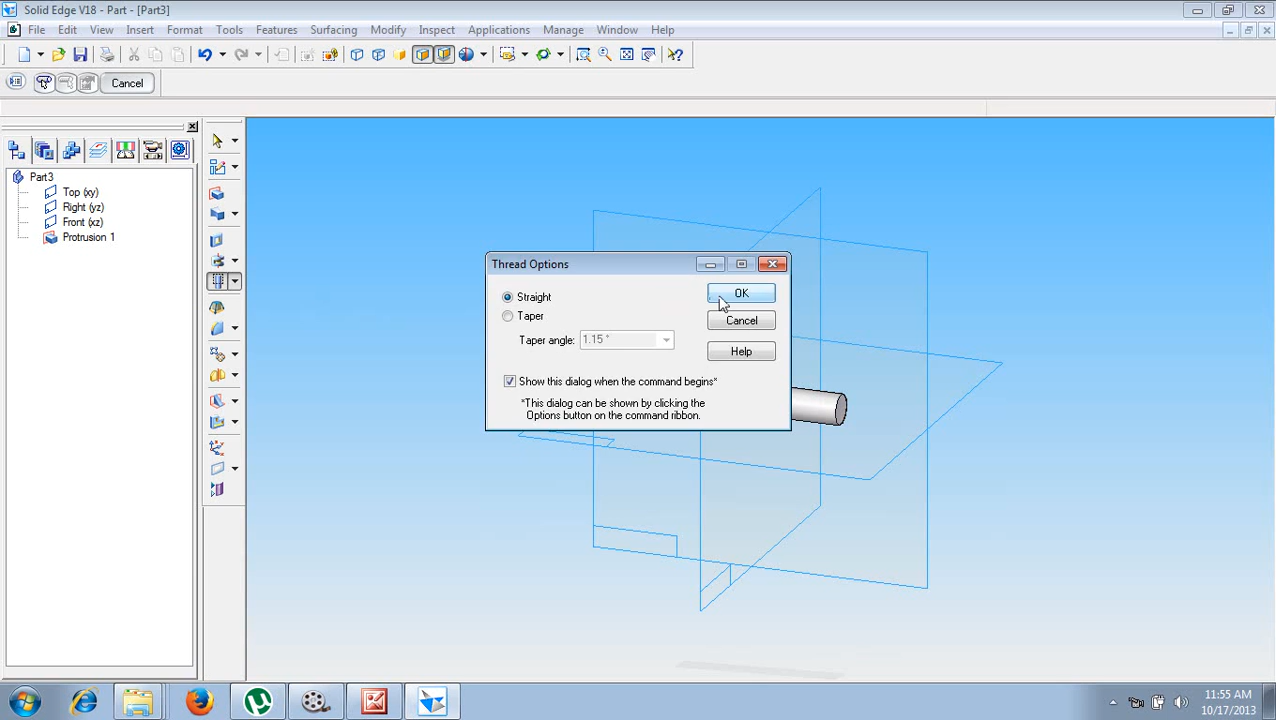 Solid Edge V18 - Part - [Part3]
File Edit View Insert Format Tools Features Surfacing Modify Inspect Applications Manage Window Help
Cancel
Part3
Top (xy)
Right (yz)
Front (xz)
Protrusion 1
Thread Options
Straight
OK
Taper
Cancel
Taper angle: 1.15 °
Help
Show this dialog when the command begins*
*This dialog can be shown by clicking the
Options button on the command ribbon.
11:55 AM
10/17/2013